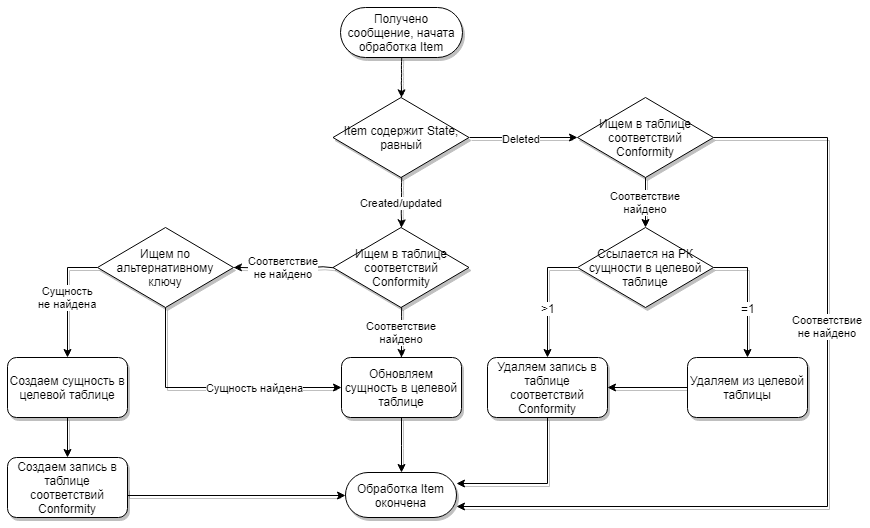 Получено
сообщение, начата
обработка Item
Item содержит State,
равный
Deleted
Ищем в таблице
соответствий
Conformity
Created/updated
Соответствие
найдено
Ищем по
альтернативному
ключу
Соответствие
не найдено
Ищем в таблице
соответствий
Conformity
Ссылается на PK
сущности в целевой
таблице
Сущность
не найдена
>1
=1
Соответствие
найдено
Соответствие
не найдено
Создаем сущность в
целевой таблице
Сущность найдена
Обновляем
сущность в целевой
таблице
Удаляем запись в
таблице
соответствий
Conformity
Удаляем из целевой
таблицы
Создаем запись в
таблице
соответствий
Conformity
Обработка Item
окончена